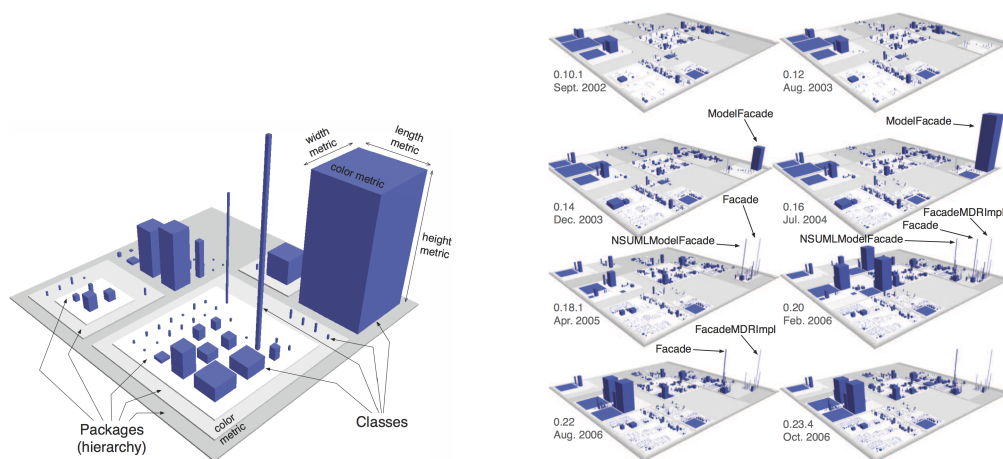 width
metric
length
metric
color metric
height
metric
color
metric
Packages
(hierarchy)
Classes
0.10.1
Sept. 2002
0.12
Aug. 2003
ModelFacade
0.14
Dec. 2003
ModelFacade
0.16
Jul. 2004
Facade
NSUMLModelFacade
0.18.1
Apr. 2005
FacadeMDRImpl
Facade
NSUMLModelFacade
0.20
Feb. 2006
FacadeMDRImpl
Facade
0.22
Aug. 2006
0.23.4
Oct. 2006